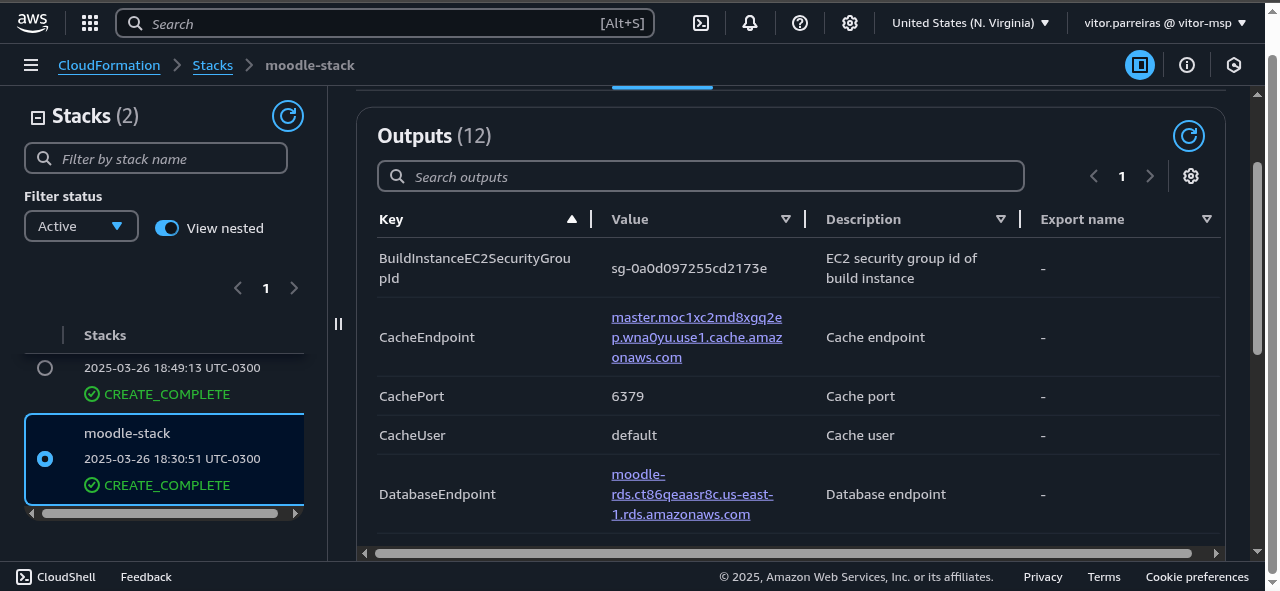 aws
Search [Alt+S]
United States (N. Virginia)
vitor.parreiras @ vitor-msp
CloudFormation
Stacks
moodle-stack
Stacks (2)
Filter by stack name
Filter status
Active
View nested
1
Stacks
2025-03-26 18:49:13 UTC-0300
CREATE_COMPLETE
moodle-stack
2025-03-26 18:30:51 UTC-0300
CREATE_COMPLETE
Outputs (12)
Search outputs
1
Key Value Description Export name
BuildInstanceEC2SecurityGrou
pId
sg-0a0d097255cd2173e
EC2 security group id of
build instance
-
CacheEndpoint
master.moc1xc2md8xgq2e
p.wna0yu.use1.cache.amaz
onaws.com
Cache endpoint
-
CachePort 6379 Cache port -
CacheUser default Cache user -
DatabaseEndpoint
moodle-
rds.ct86qeaasr8c.us-east-
1.rds.amazonaws.com
Database endpoint
-
CloudShell
Feedback
© 2025, Amazon Web Services, Inc. or its affiliates.
Privacy
Terms
Cookie preferences